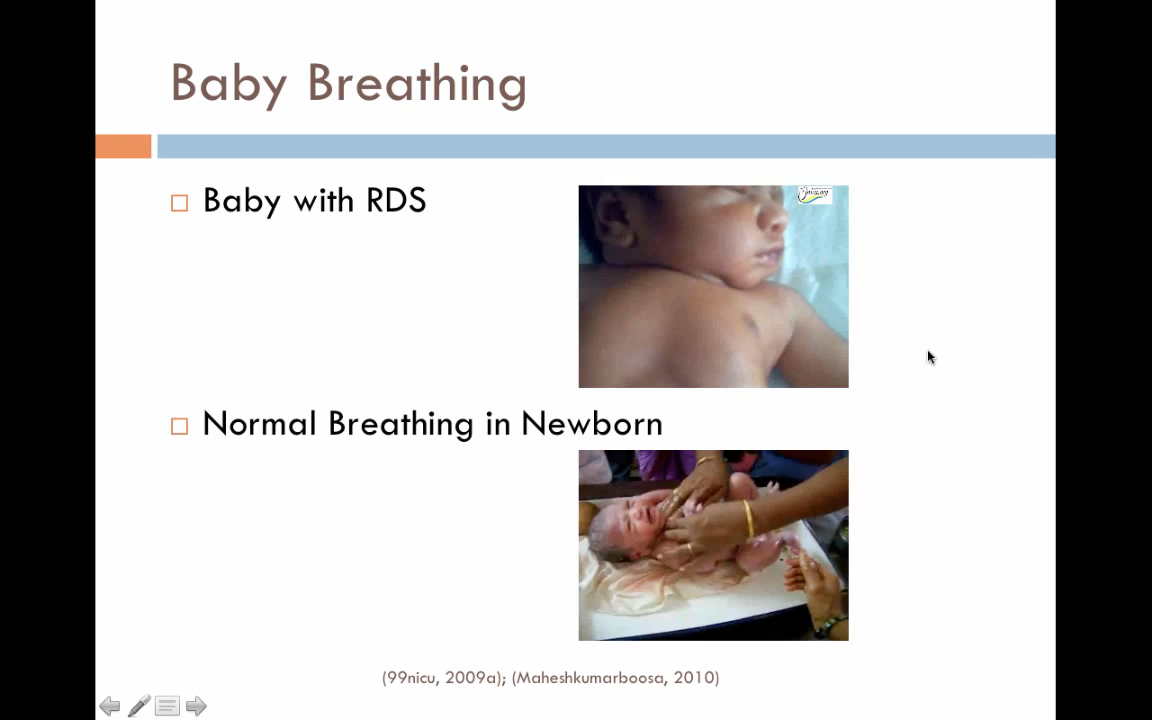 Baby Breathing
Baby with RDS
Normal Breathing in Newborn
(99nicu, 2009a); (Maheshkumarboosa, 2010)